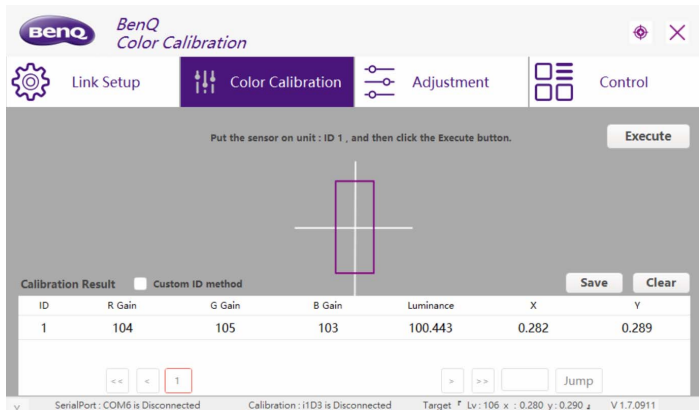 BenQ BenQ
Color Calibration
Link Setup Color Calibration Adjustment Control
Put the sensor on unit : ID 1 , and then click the Execute button. Execute
Calibration Result Custom ID method Save Clear
ID R Gain G Gain B Gain Luminance X Y
1 104 105 103 100.443 0.282 0.289
<< < 1 > >> Jump
SerialPort : COM6 is Disconnected Calibration : i1D3 is Disconnected Target 『 Lv : 106 x : 0.280 y : 0.290 』 V 1.7.0911